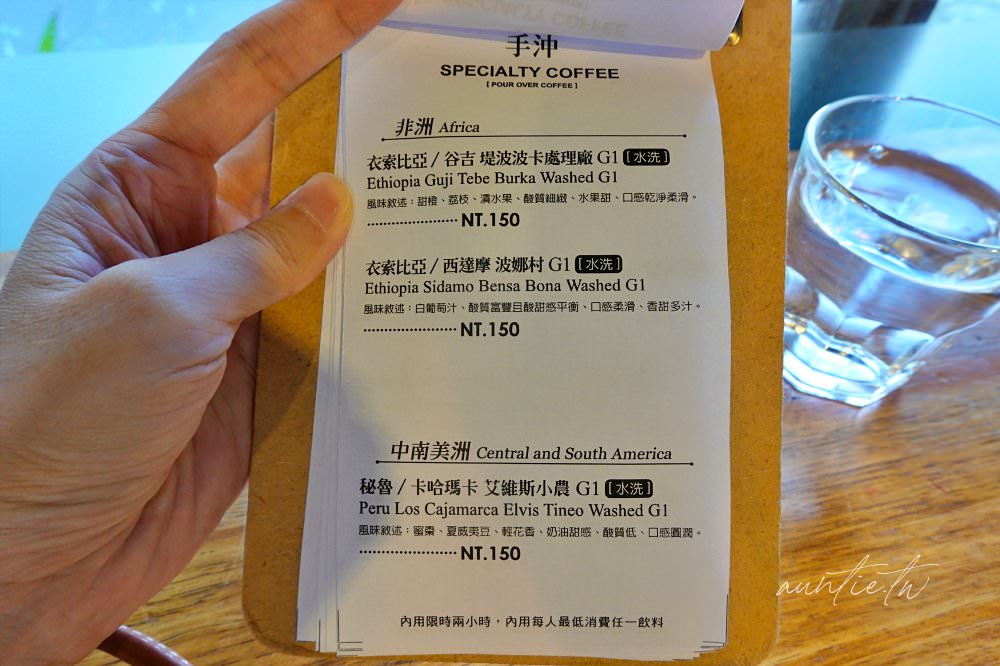 手沖
SPECIALTY COFFEE
[ POUR OVER COFFEE ]
非洲 Africa
衣索比亞 / 谷吉 堤波波卡處理廠 G1 [水洗]
Ethiopia Guji Tebe Burka Washed G1
風味敘述：甜橙、荔枝、漬水果、酸質細緻、水果甜、口感乾淨柔滑。
NT.150
衣索比亞 / 西達摩 波娜村 G1 [水洗]
Ethiopia Sidamo Bensa Bona Washed G1
風味敘述：白葡萄汁、酸質富豐且酸甜感平衡、口感柔滑、香甜多汁。
NT.150
中南美洲 Central and South America
秘魯 / 卡哈瑪卡 艾維斯小農 G1 [水洗]
Peru Los Cajamarca Elvis Tineo Washed G1
風味敘述：蜜棗、夏威夷豆、輕花香、奶油甜感、酸質低、口感圓潤。
NT.150
內用限時兩小時，內用每人最低消費任一飲料
auntie.tw